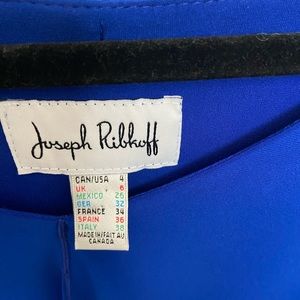 Joseph Ribkoff
CAN/USA 4
UK 6
MEXICO 26
GER 32
FRANCE 34
SPAIN 36
ITALY 38
MADE IN/FAIT AU
CANADA